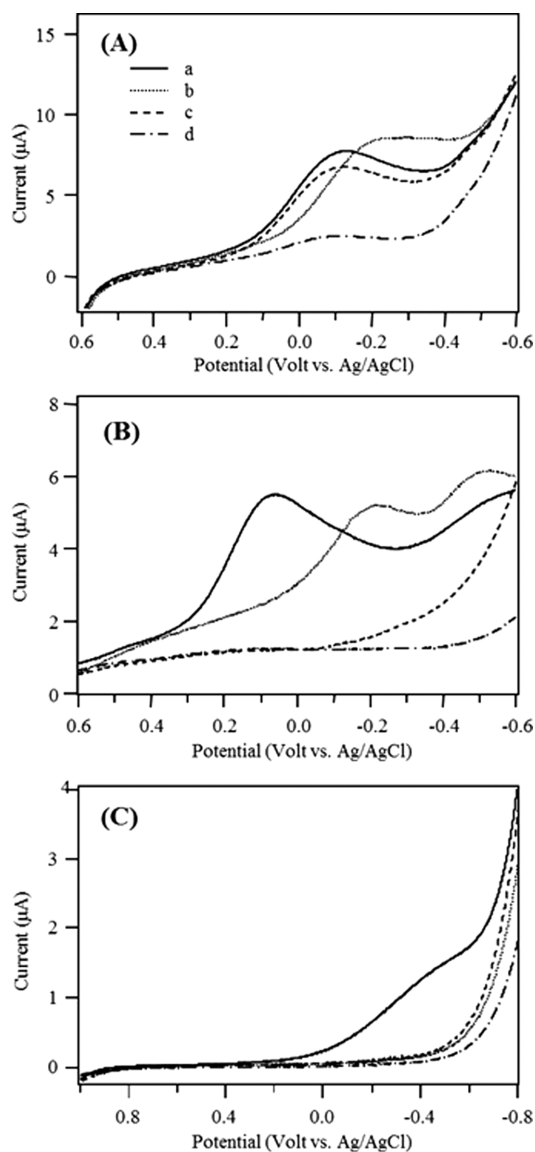 (A)
a
b
c
d
15
10
5
0
Current (µA)
0.6 0.4 0.2 0.0 -0.2 -0.4 -0.6
Potential (Volt vs. Ag/AgCl)
(B)
8
6
4
2
0
Current (µA)
0.6 0.4 0.2 0.0 -0.2 -0.4 -0.6
Potential (Volt vs. Ag/AgCl)
(C)
4
3
2
1
0
Current (µA)
0.8 0.4 0.0 -0.4 -0.8
Potential (Volt vs. Ag/AgCl)